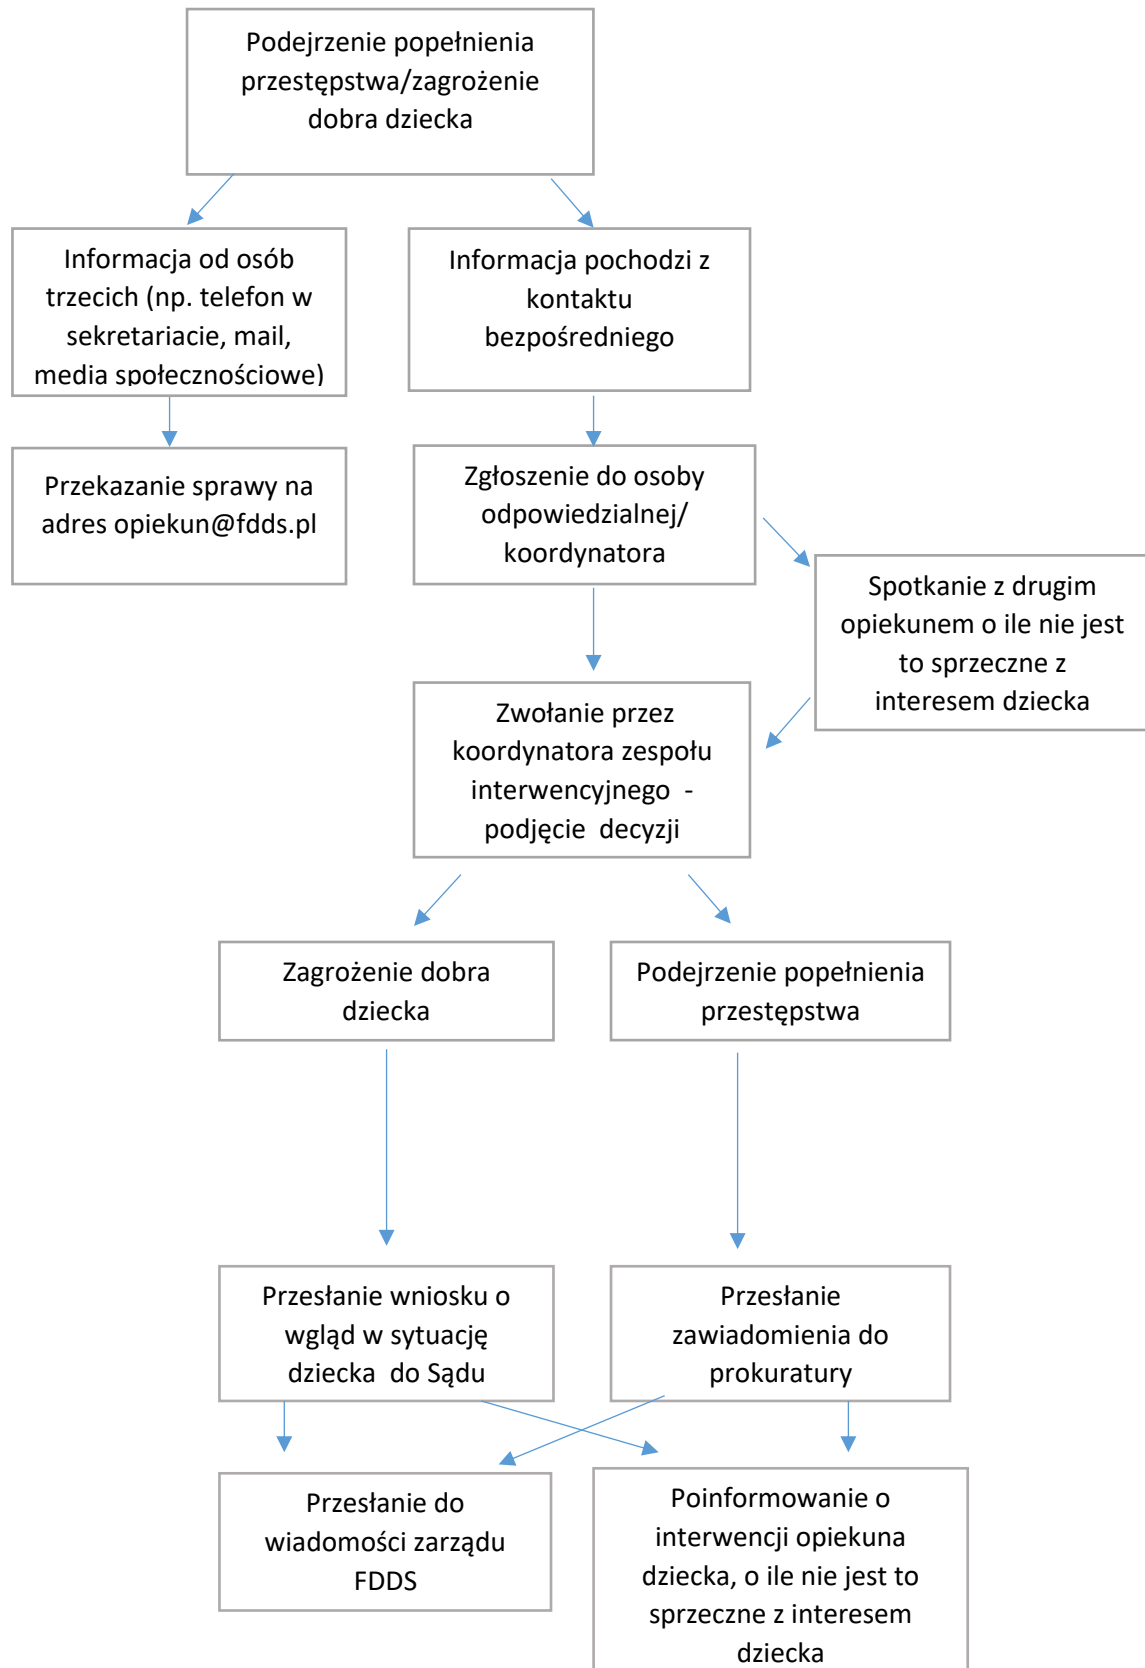 Podejrzenie popełnienia
przestępstwa/zagrożenie
dobra dziecka
Informacja od osób
trzecich (np. telefon w
sekretariacie, mail,
media społecznościowe)
Informacja pochodzi z
kontaktu
bezpośredniego
Przekazanie sprawy na
adres opiekun@fdds.pl
Zgłoszenie do osoby
odpowiedzialnej/
koordynatora
Spotkanie z drugim
opiekunem o ile nie jest
to sprzeczne z
interesem dziecka
Zwołanie przez
koordynatora zespołu
interwencyjnego -
podjęcie decyzji
Zagrożenie dobra
dziecka
Podejrzenie popełnienia
przestępstwa
Przesłanie wniosku o
wgląd w sytuację
dziecka do Sądu
Przesłanie
zawiadomienia do
prokuratury
Przesłanie do
wiadomości zarządu
FDDS
Poinformowanie o
interwencji opiekuna
dziecka, o ile nie jest to
sprzeczne z interesem
dziecka